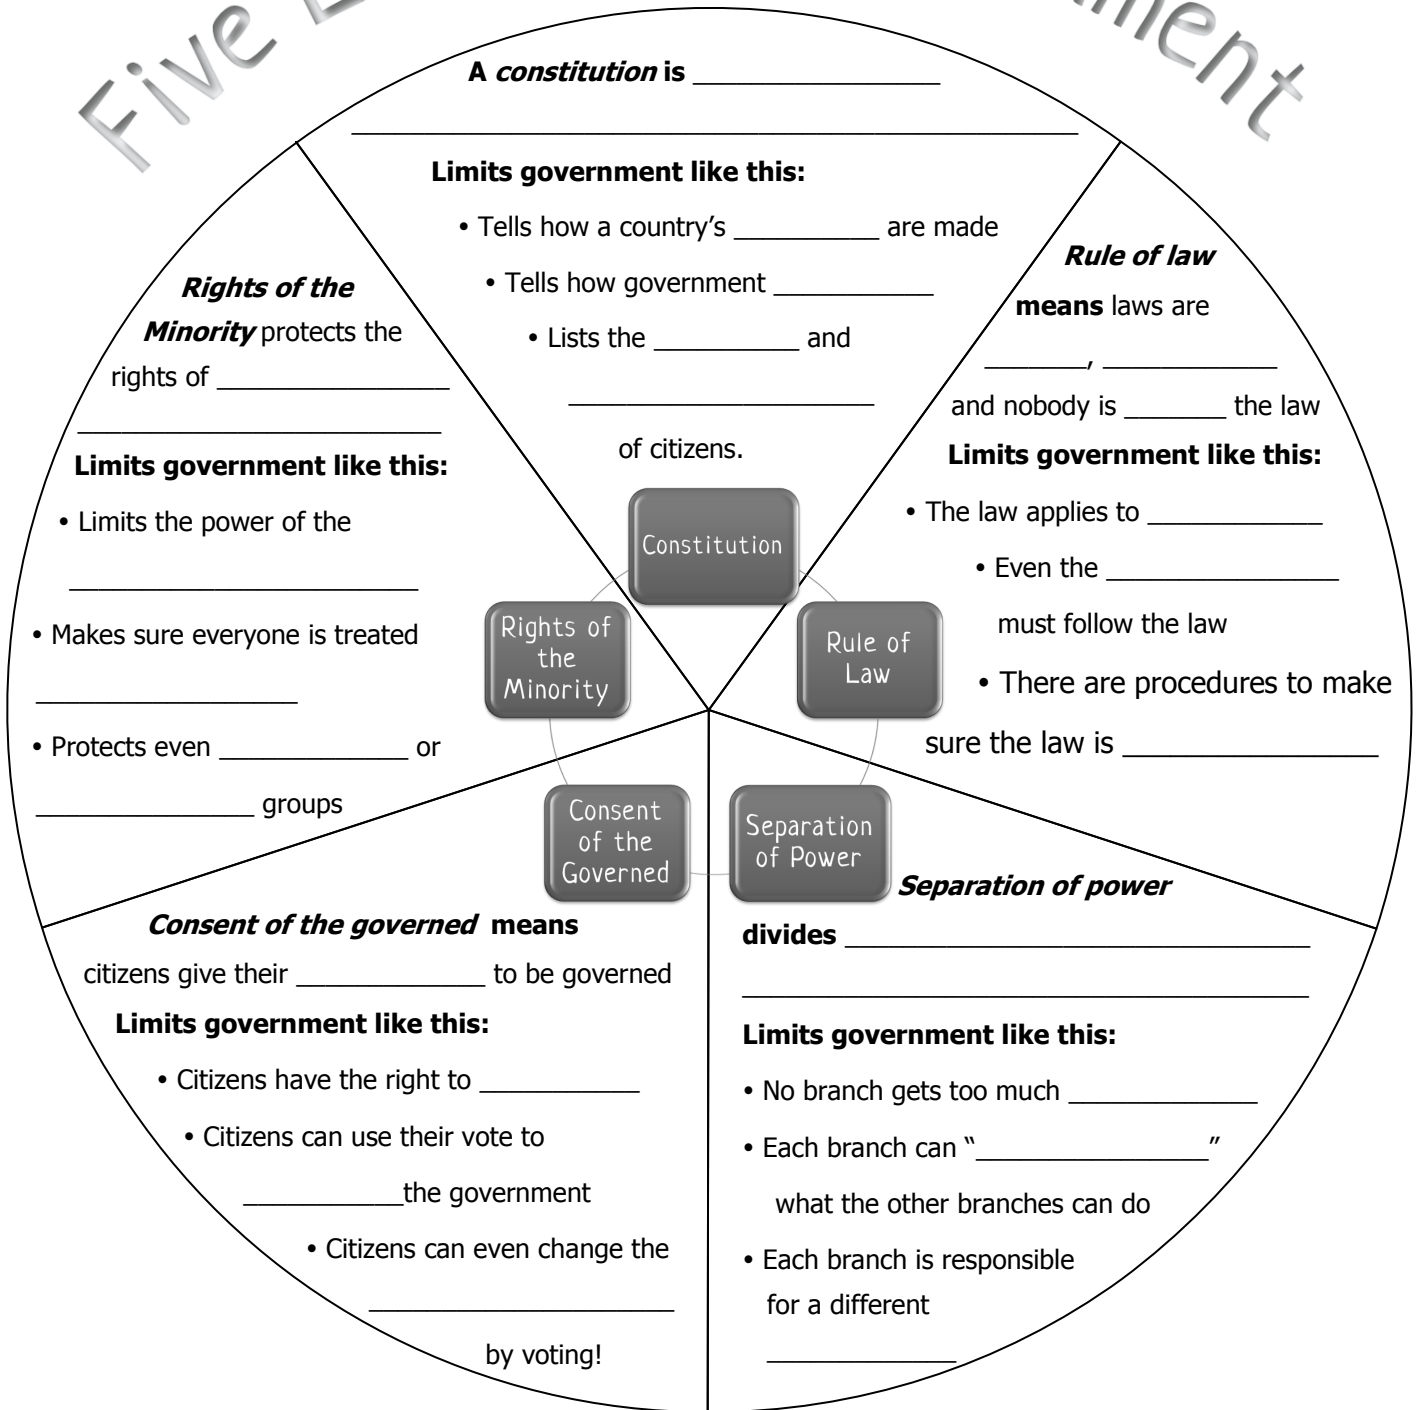 Five
ment
A constitution is _________________
__________________________________________________
Limits government like this:
• Tells how a country’s __________ are made
• Tells how government ___________
• Lists the __________ and
_____________________
of citizens.
Rule of law
means laws are
_______, ____________
and nobody is _______ the law
Limits government like this:
• The law applies to ____________
• Even the ________________
must follow the law
• There are procedures to make
sure the law is ________________
Separation of power
divides ________________________________
_______________________________________
Limits government like this:
• No branch gets too much _____________
• Each branch can “________________”
what the other branches can do
• Each branch is responsible
for a different
_____________
Consent of the governed means
citizens give their _____________ to be governed
Limits government like this:
• Citizens have the right to ___________
• Citizens can use their vote to
___________the government
• Citizens can even change the
_____________________
by voting!
Rights of the
Minority protects the
rights of ________________
_________________________
Limits government like this:
• Limits the power of the
________________________
• Makes sure everyone is treated
__________________
• Protects even _____________ or
_______________ groups
Constitution
Rule of
Law
Separation
of Power
Consent
of the
Governed
Rights of
the
Minority